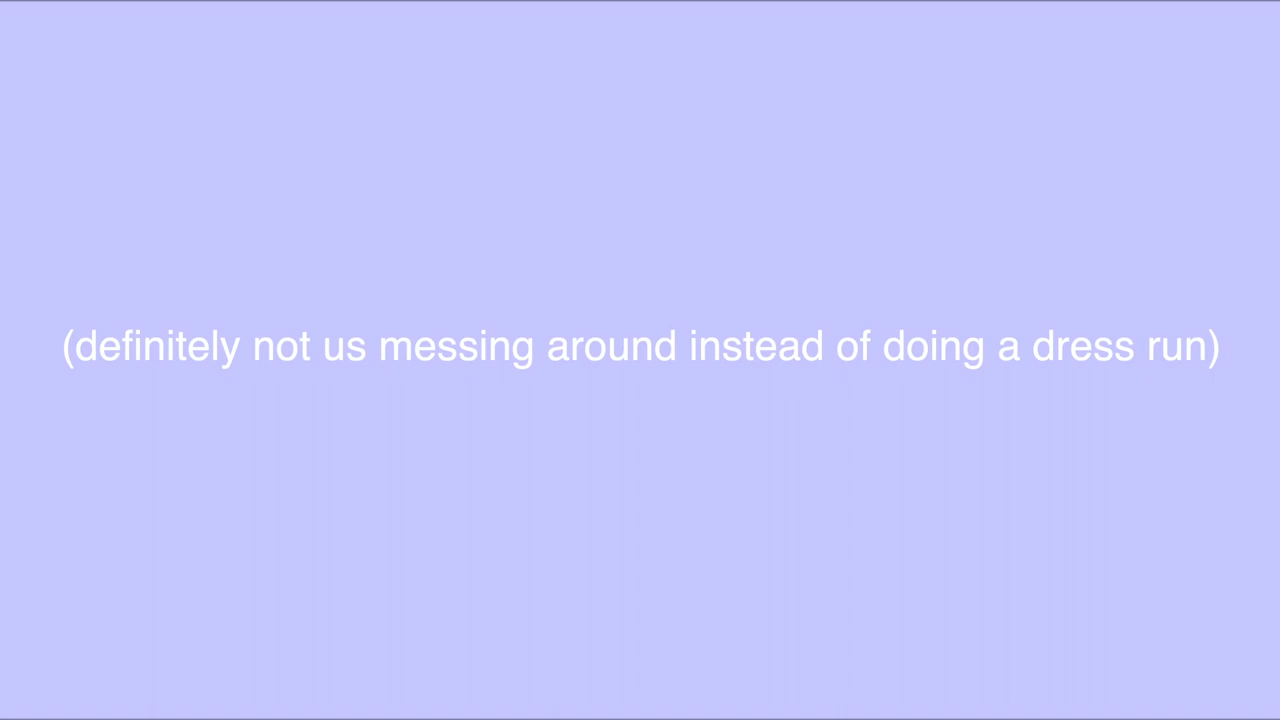 (definitely not us messing around instead of doing a dress run)